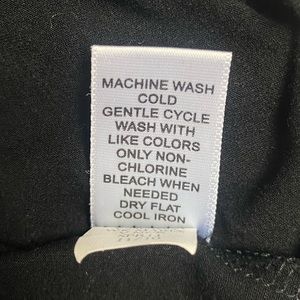 MACHINE WASH
COLD
GENTLE CYCLE
WASH WITH
LIKE COLORS
ONLY NON-
CHLORINE
BLEACH WHEN
NEEDED
DRY FLAT
COOL IRON